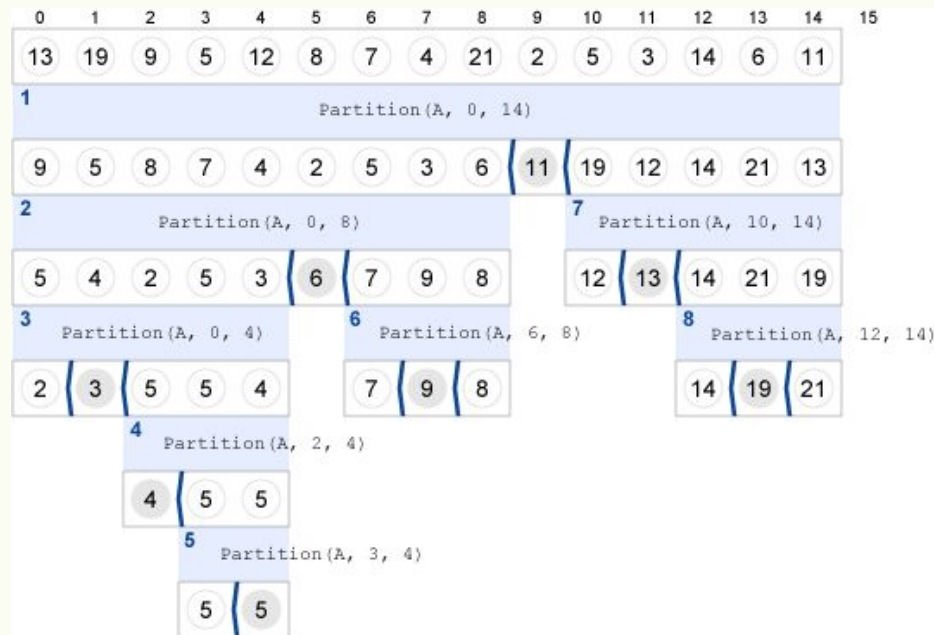 0 1 2 3 4 5 6 7 8 9 10 11 12 13 14 15
13 19 9 5 12 8 7 4 21 2 5 3 14 6 11
1 Partition(A, 0, 14)
9 5 8 7 4 2 5 3 6 11 19 12 14 21 13
2 Partition(A, 0, 8) 7 Partition(A, 10, 14)
5 4 2 5 3 6 7 9 8 12 13 14 21 19
3 Partition(A, 0, 4) 6 Partition(A, 6, 8) 8 Partition(A, 12, 14)
2 3 5 5 4 7 9 8 14 19 21
4 Partition(A, 2, 4)
4 5 5
5 Partition(A, 3, 4)
5 5